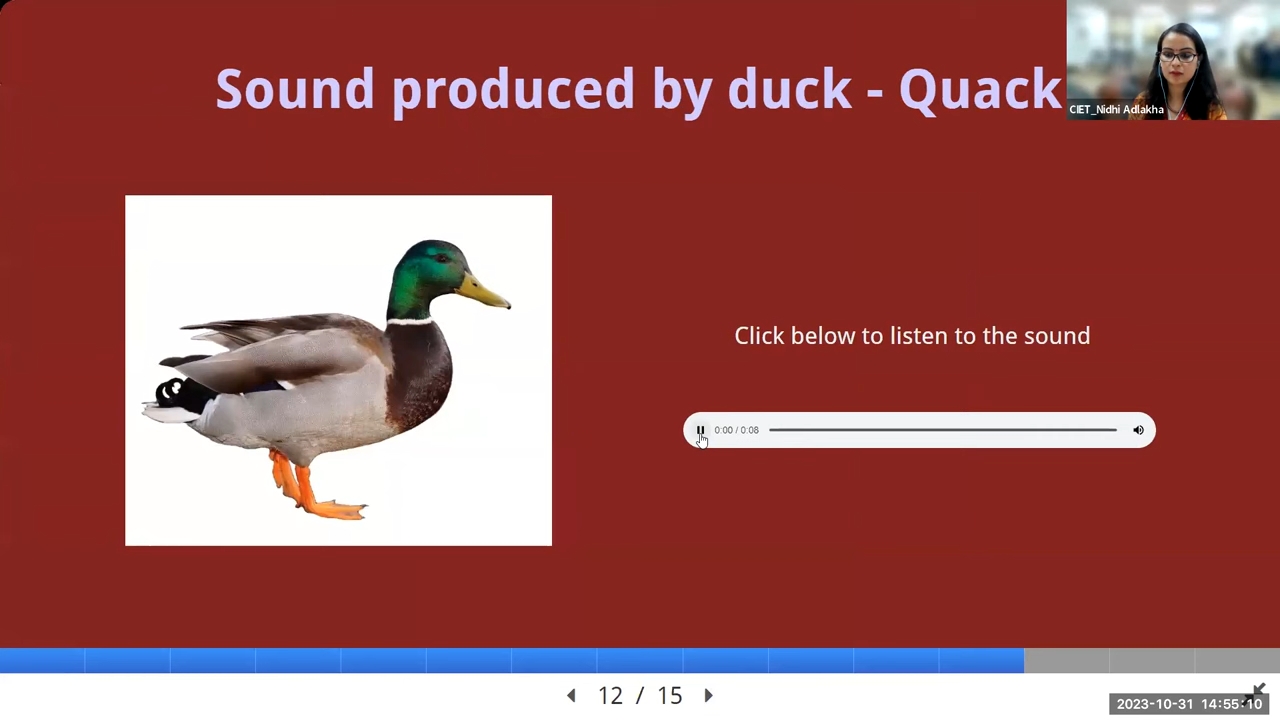 Sound produced by duck - Quack
CIET_Nidhi Adlakha
Click below to listen to the sound
0:00 / 0:08
12 / 15
2023-10-31 14:55:10